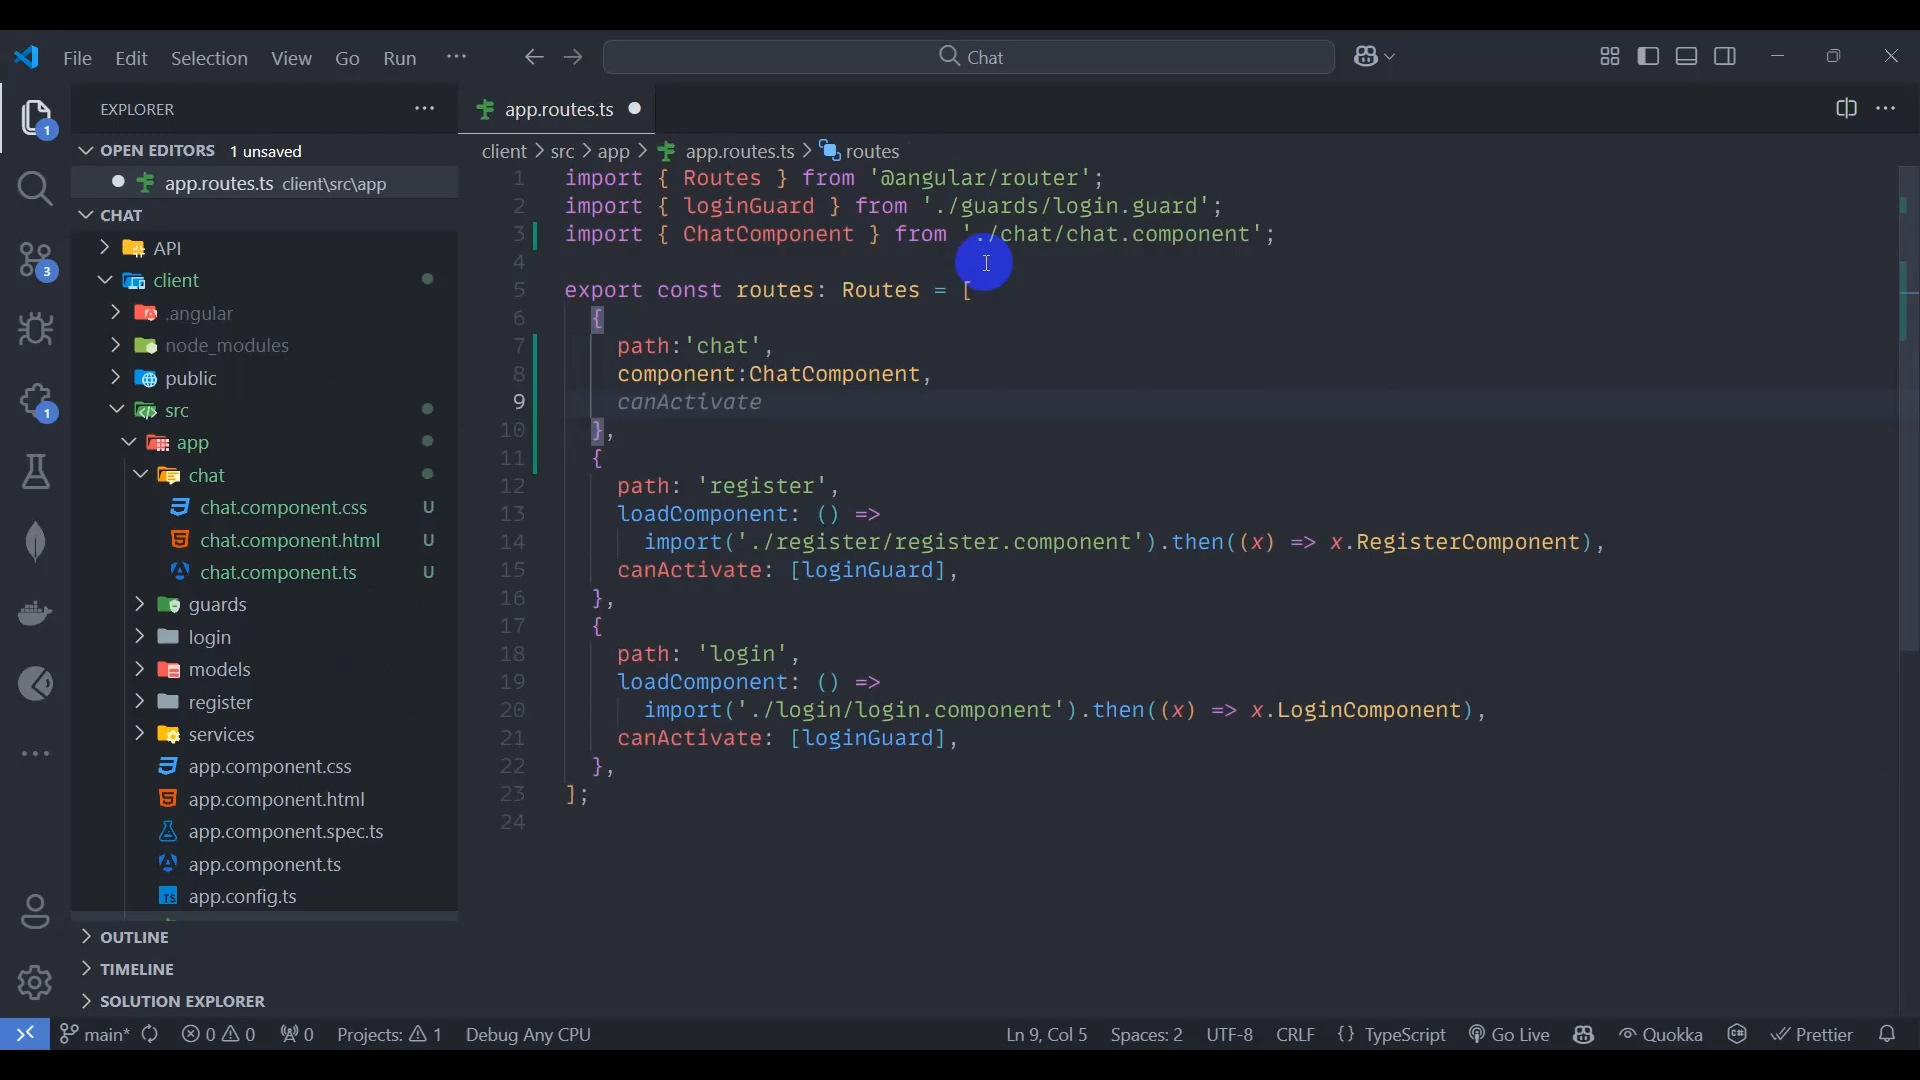 File Edit Selection View Go Run ··· Chat
EXPLORER ···
app.routes.ts
OPEN EDITORS 1 unsaved
app.routes.ts client\src\app
CHAT
API
client
.angular
node_modules
public
src
app
chat
chat.component.css U
chat.component.html U
chat.component.ts U
guards
login
models
register
services
app.component.css
app.component.html
app.component.spec.ts
app.component.ts
app.config.ts
OUTLINE
TIMELINE
SOLUTION EXPLORER
1
3
1
client > src > app > app.routes.ts > routes
1 import { Routes } from '@angular/router';
2 import { loginGuard } from './guards/login.guard';
3 import { ChatComponent } from './chat/chat.component';
4
5 export const routes: Routes = [
6 {
7 path:'chat',
8 component:ChatComponent,
9 canActivate
10 },
11 {
12 path: 'register',
13 loadComponent: () =>
14 import('./register/register.component').then((x) => x.RegisterComponent),
15 canActivate: [loginGuard],
16 },
17 {
18 path: 'login',
19 loadComponent: () =>
20 import('./login/login.component').then((x) => x.LoginComponent),
21 canActivate: [loginGuard],
22 },
23 ];
24
main* 0 0 0 Projects: 1 Debug Any CPU Ln 9, Col 5 Spaces: 2 UTF-8 CRLF {} TypeScript Go Live Quokka Prettier